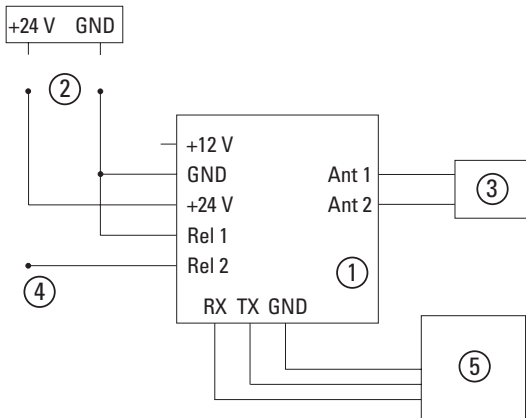 +24 V GND
2
+12 V
GND
Ant 1
3
+24 V
Ant 2
Rel 1
Rel 2
1
4
RX TX GND
5